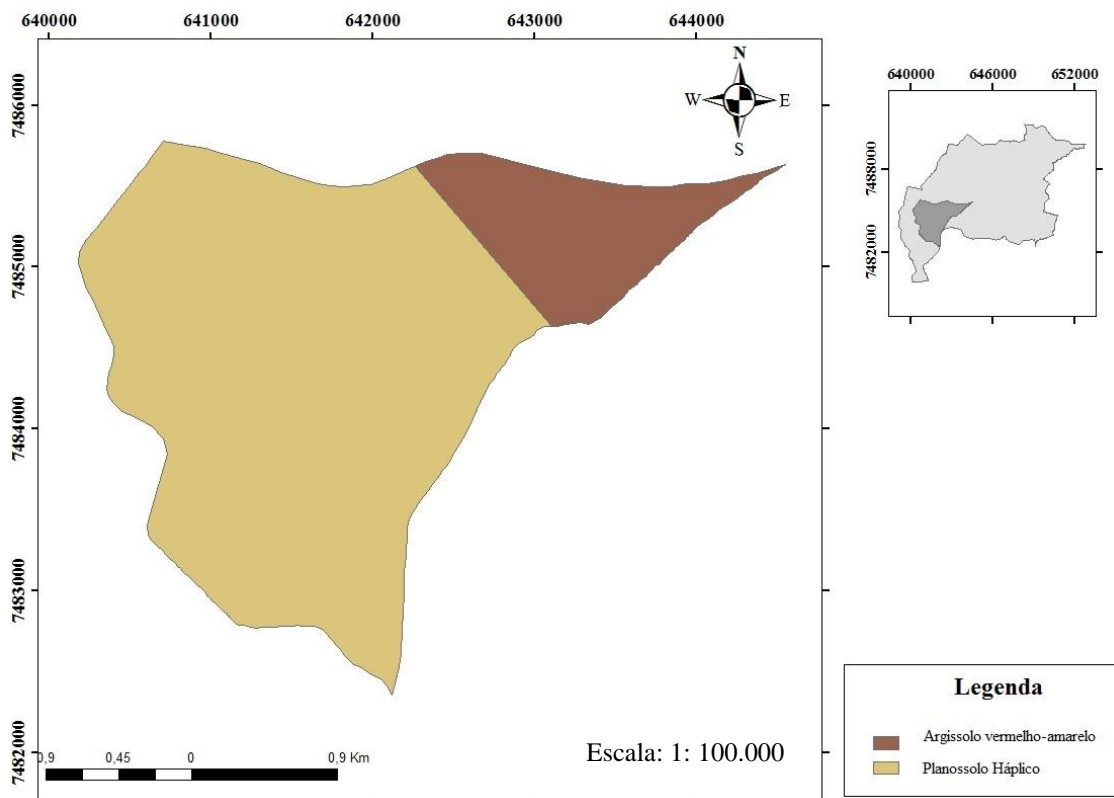 640000 641000 642000 643000 644000
7486000
7485000
7484000
7483000
7482000
N
W E
S
640000 646000 652000
7488000
7482000
0,9 0,45 0 0,9 Km
Escala: 1: 100.000
Legenda
Argissolo vermelho-amarelo
Planossolo Háplico